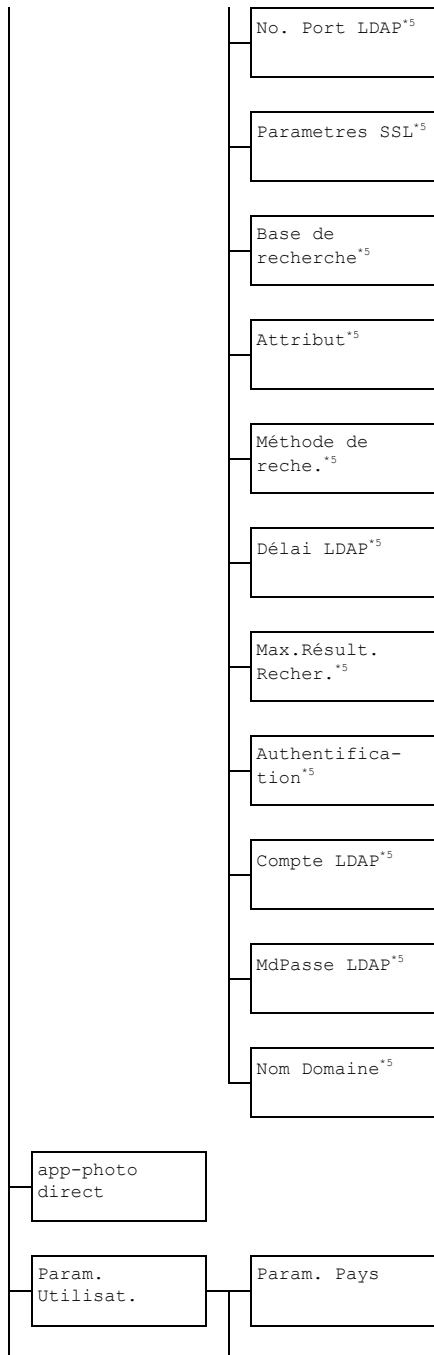 No. Port LDAP*5
Parametres SSL*5
Base de
recherche*5
Attribut*5
Méthode de
reche.*5
Délai LDAP*5
Max.Résult.
Recher.*5
Authentifica-
tion*5
Compte LDAP*5
MdPasse LDAP*5
Nom Domaine*5
app-photo
direct
Param.
Utilisat.
Param. Pays